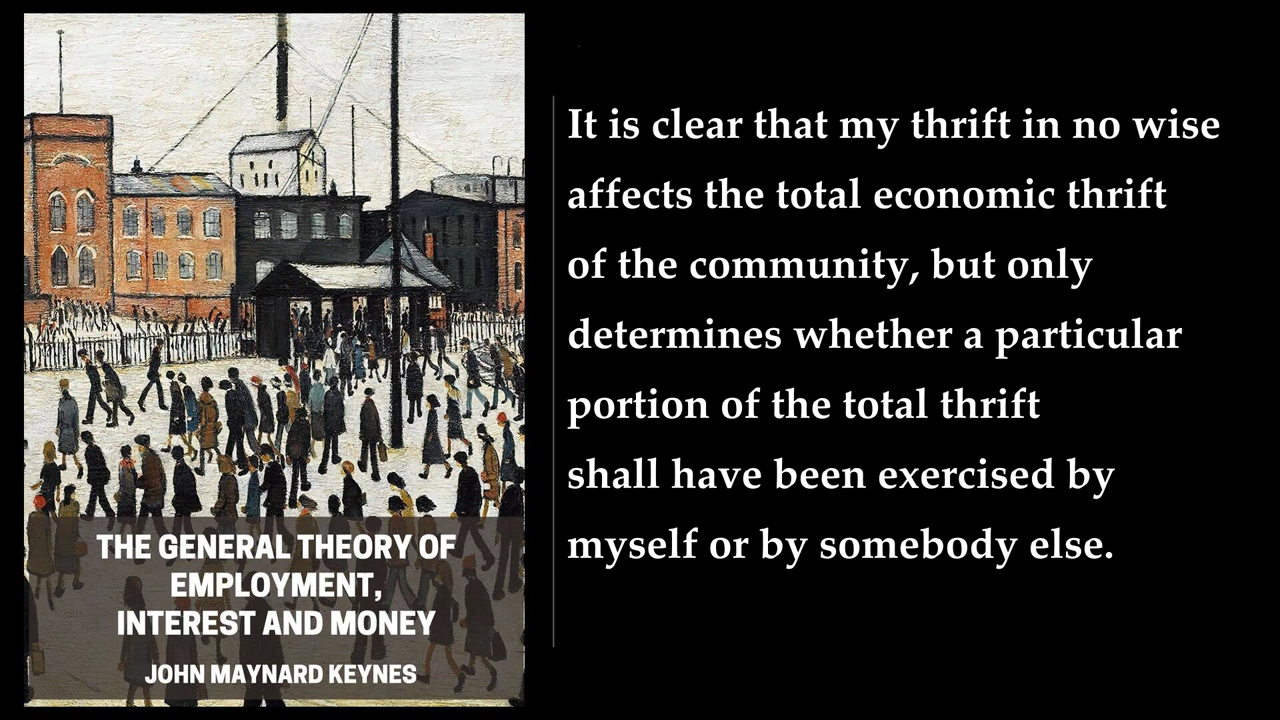 THE GENERAL THEORY OF
EMPLOYMENT,
INTEREST AND MONEY
JOHN MAYNARD KEYNES
It is clear that my thrift in no wise
affects the total economic thrift
of the community, but only
determines whether a particular
portion of the total thrift
shall have been exercised by
myself or by somebody else.